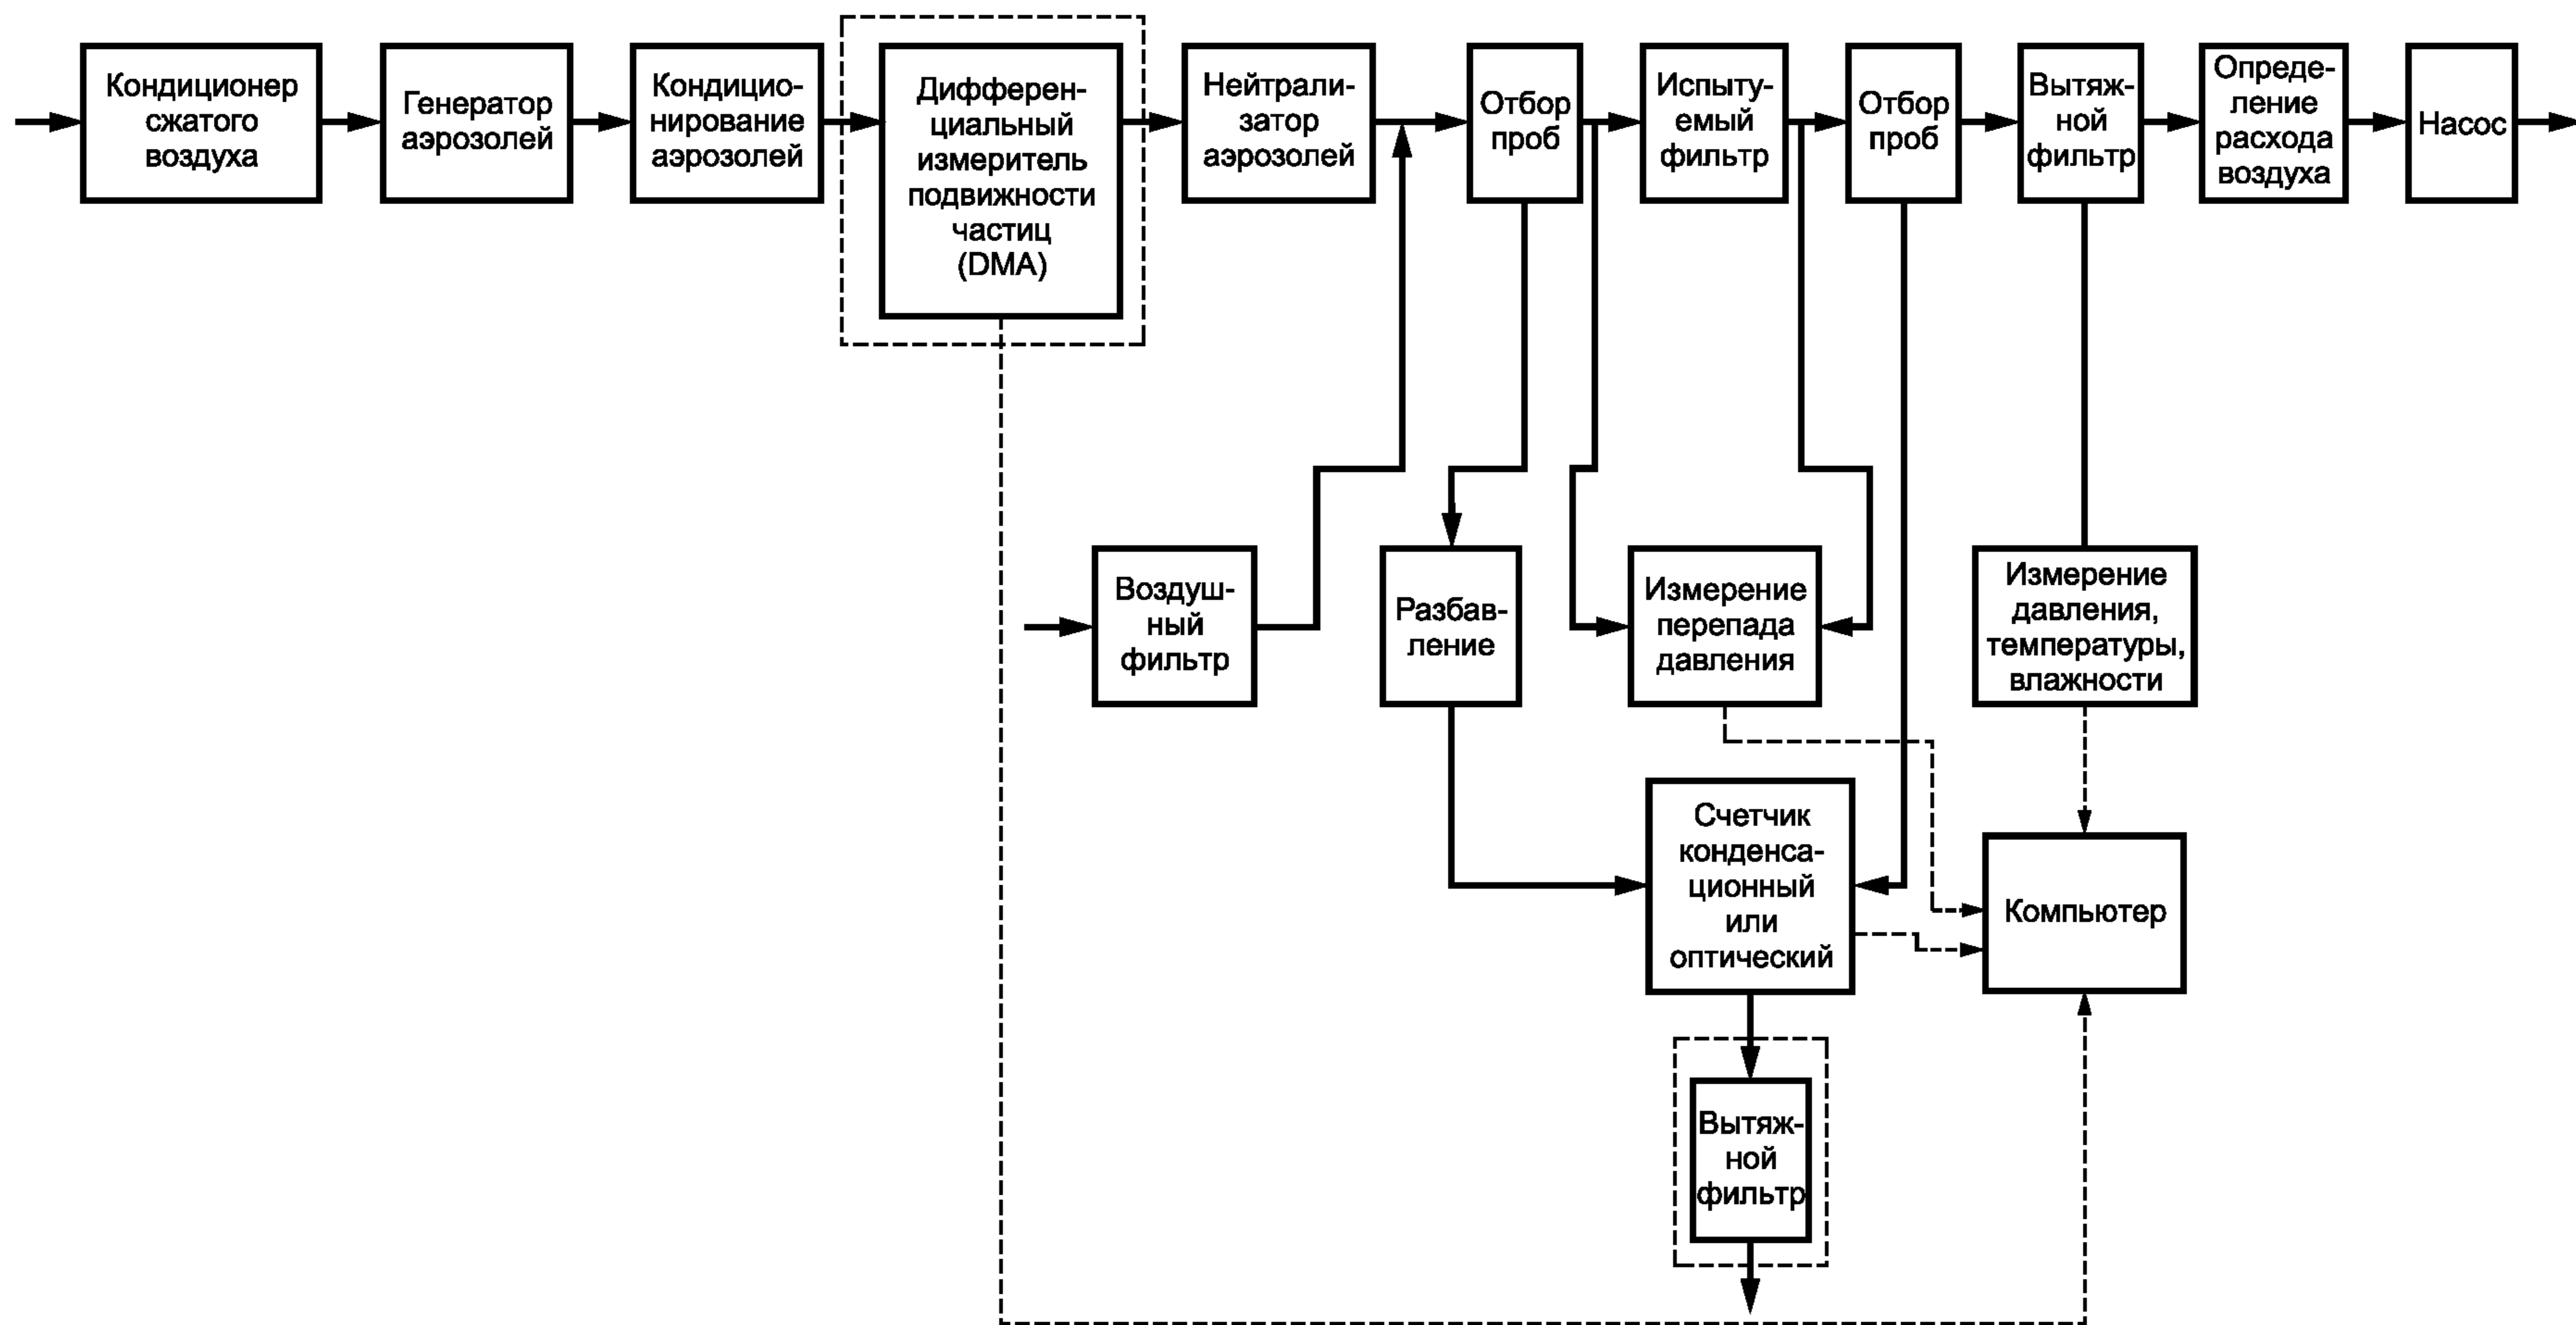 Кондиционер
сжатого
воздуха
Генератор
аэрозолей
Кондицио-
нирование
аэрозолей
Дифферен-
циальный
измеритель
подвижности
частиц
(DMA)
Нейтрали-
затор
аэрозолей
Отбор
проб
Испыту-
емый
фильтр
Отбор
проб
Вытяж-
ной
фильтр
Опреде-
ление
расхода
воздуха
Насос
Воздуш-
ный
фильтр
Разбав-
ление
Измерение
перепада
давления
Измерение
давления,
температуры,
влажности
Счетчик
конденса-
ционный
или
оптический
Компьютер
Вытяж-
ной
фильтр